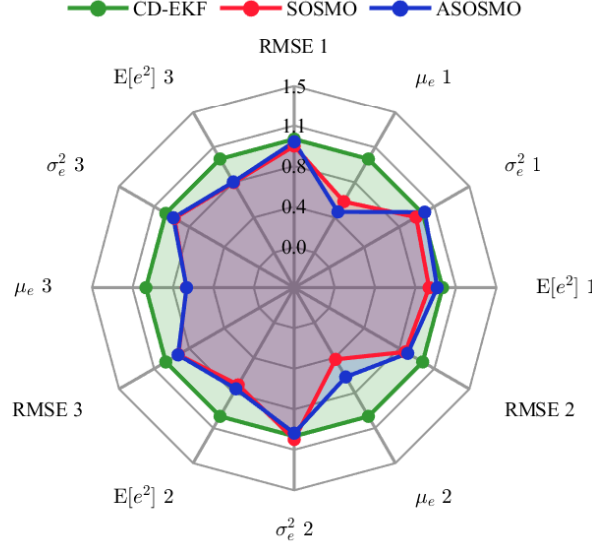 CD-EKF SOSMO ASOSMO
RMSE 1
E[e²] 3
μₑ 1
1.5
1.1
σₑ² 3
0.8
σₑ² 1
0.4
0.0
μₑ 3
E[e²] 1
RMSE 3
RMSE 2
E[e²] 2
μₑ 2
σₑ² 2